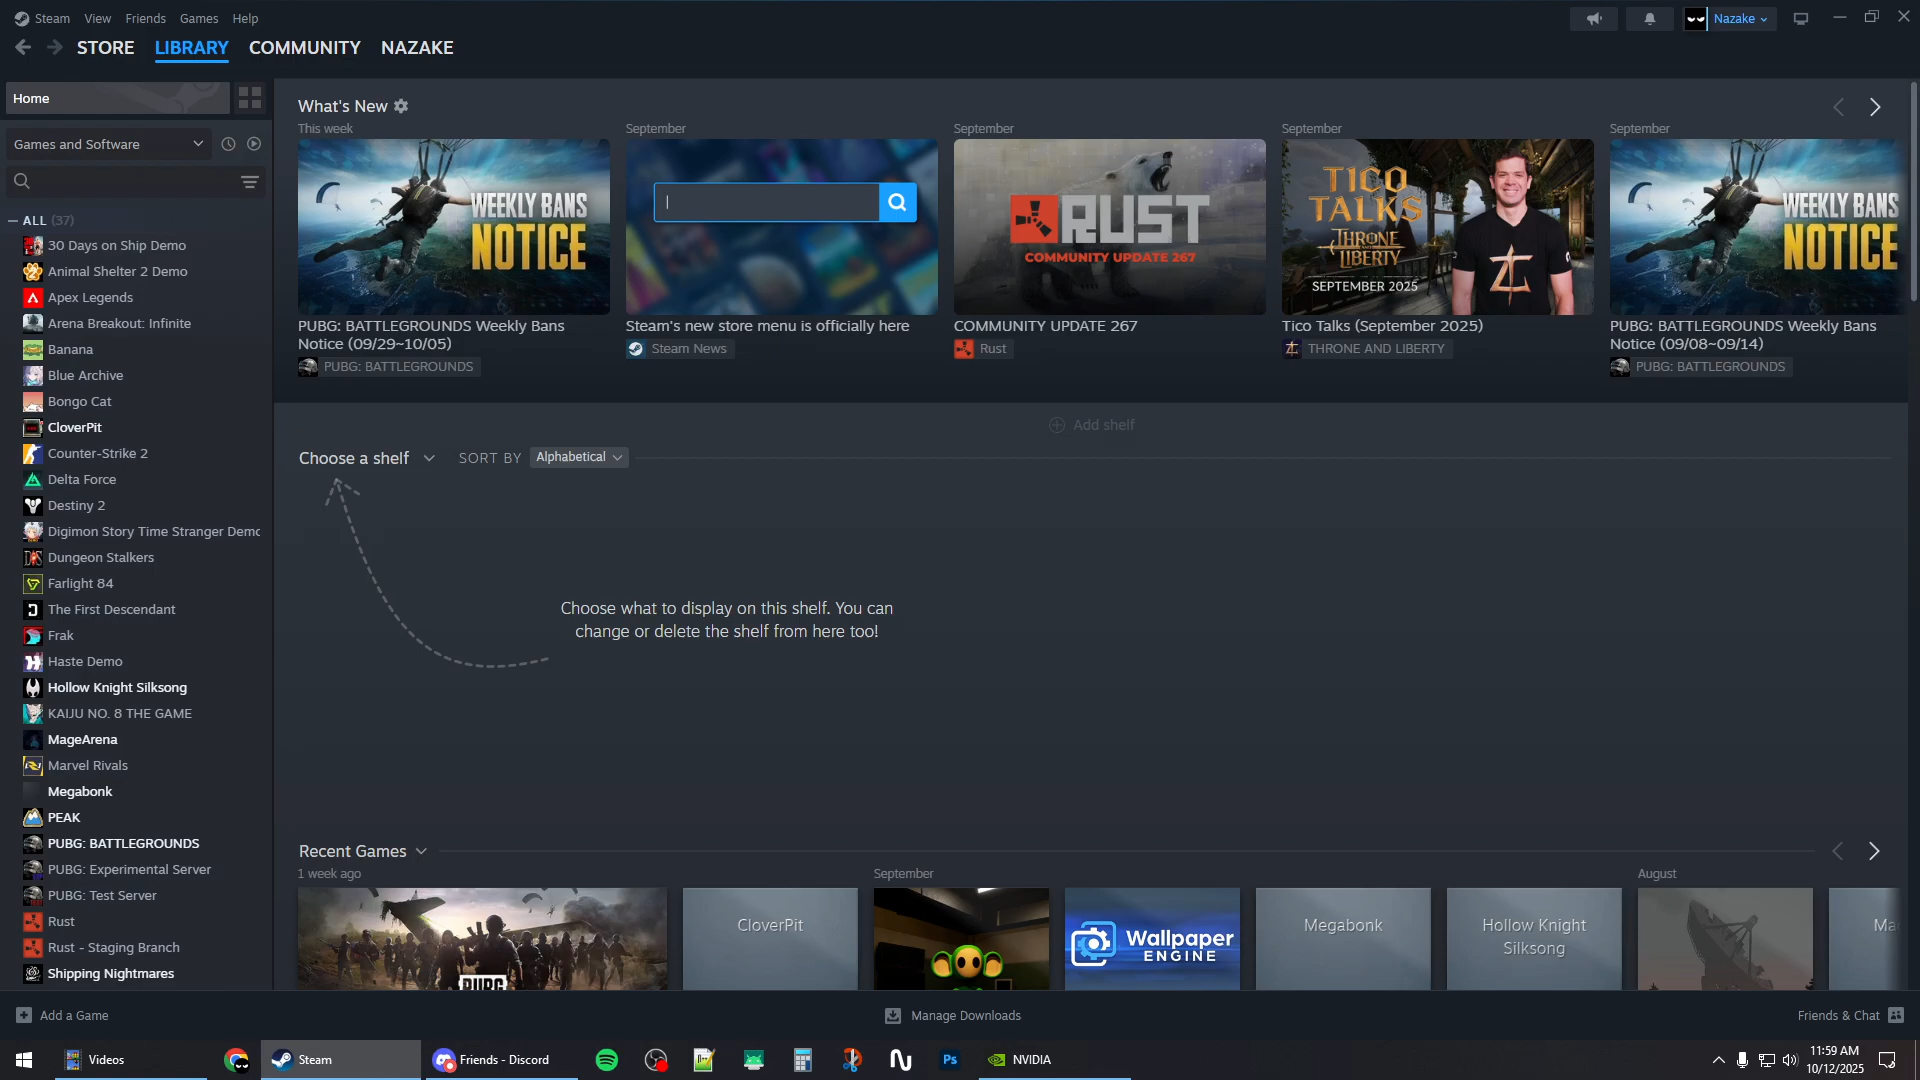 Steam View Friends Games Help
Nazake
STORE LIBRARY COMMUNITY NAZAKE
Home
Games and Software
ALL (37)
30 Days on Ship Demo
Animal Shelter 2 Demo
Apex Legends
Arena Breakout: Infinite
Banana
Blue Archive
Bongo Cat
CloverPit
Counter-Strike 2
Delta Force
Destiny 2
Digimon Story Time Stranger Demo
Dungeon Stalkers
Farlight 84
The First Descendant
Frak
Haste Demo
Hollow Knight Silksong
KAIJU NO. 8 THE GAME
MageArena
Marvel Rivals
Megabonk
PEAK
PUBG: BATTLEGROUNDS
PUBG: Experimental Server
PUBG: Test Server
Rust
Rust - Staging Branch
Shipping Nightmares
What's New
This week
WEEKLY BANS
NOTICE
PUBG: BATTLEGROUNDS Weekly Bans
Notice (09/29~10/05)
PUBG: BATTLEGROUNDS
September
Steam's new store menu is officially here
Steam News
September
RUST
COMMUNITY UPDATE 267
COMMUNITY UPDATE 267
Rust
September
TICO
TALKS
THRONE AND
LIBERTY
SEPTEMBER 2025
Tico Talks (September 2025)
THRONE AND LIBERTY
September
WEEKLY BANS
NOTICE
PUBG: BATTLEGROUNDS Weekly Bans
Notice (09/08~09/14)
PUBG: BATTLEGROUNDS
Add shelf
Choose a shelf SORT BY Alphabetical
Choose what to display on this shelf. You can
change or delete the shelf from here too!
Recent Games
1 week ago
September
August
PUBG
CloverPit
Wallpaper
ENGINE
Megabonk
Hollow Knight
Silksong
Add a Game
Manage Downloads
Friends & Chat
Videos
Steam
Friends - Discord
Ps
NVIDIA
11:59 AM
10/12/2025